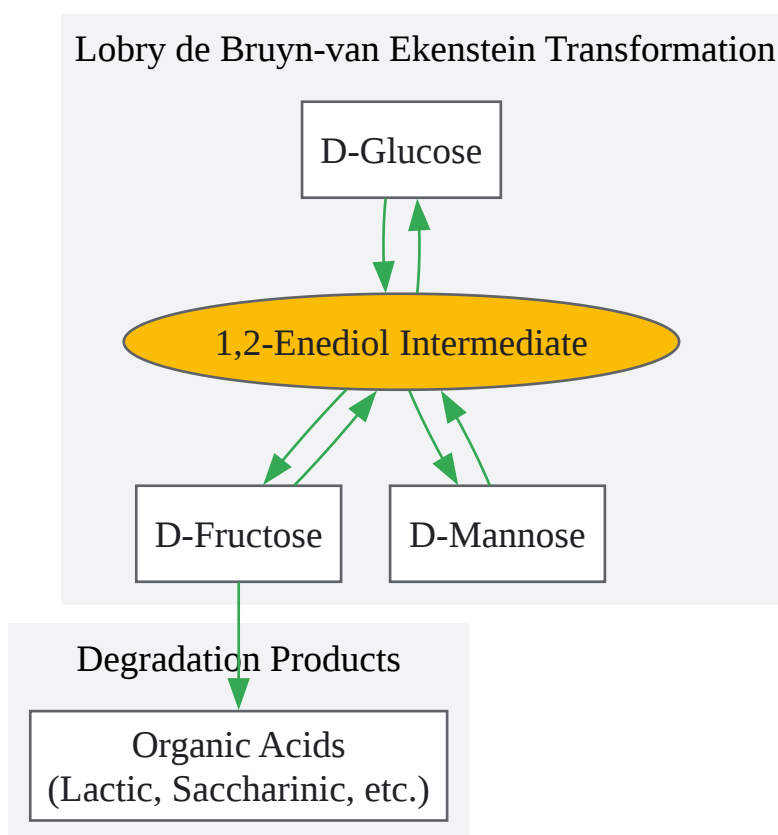 Lobry de Bruyn-van Ekenstein Transformation
D-Glucose
1,2-Enediol Intermediate
D-Fructose
D-Mannose
Degradation Products
Organic Acids
(Lactic, Saccharinic, etc.)